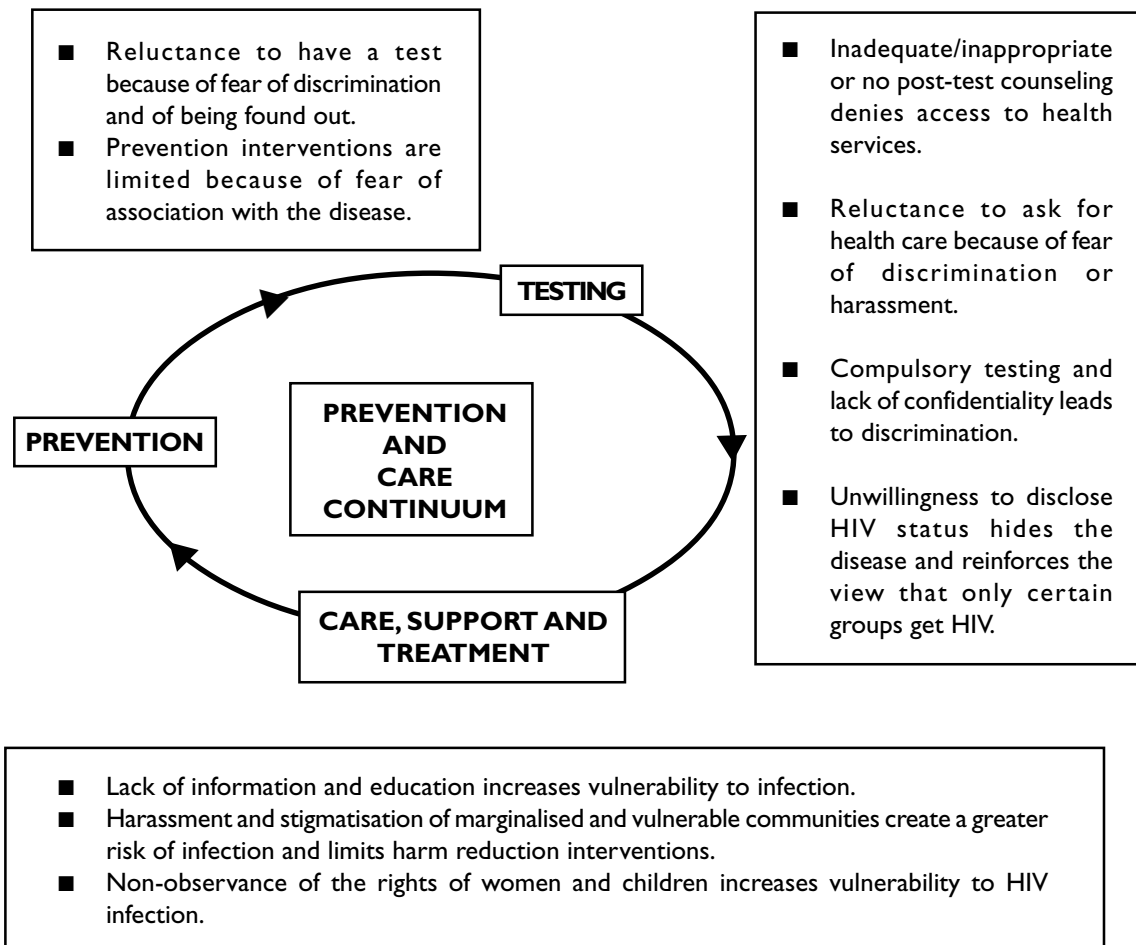 ■ Reluctance to have a test
because of fear of discrimination
and of being found out.
■ Prevention interventions are
limited because of fear of
association with the disease.
■ Inadequate/inappropriate
or no post-test counseling
denies access to health
services.
■ Reluctance to ask for
health care because of fear
of discrimination or
harassment.
■ Compulsory testing and
lack of confidentiality leads
to discrimination.
■ Unwillingness to disclose
HIV status hides the
disease and reinforces the
view that only certain
groups get HIV.
TESTING
PREVENTION
PREVENTION
AND
CARE
CONTINUUM
CARE, SUPPORT AND
TREATMENT
■ Lack of information and education increases vulnerability to infection.
■ Harassment and stigmatisation of marginalised and vulnerable communities create a greater
risk of infection and limits harm reduction interventions.
■ Non-observance of the rights of women and children increases vulnerability to HIV
infection.